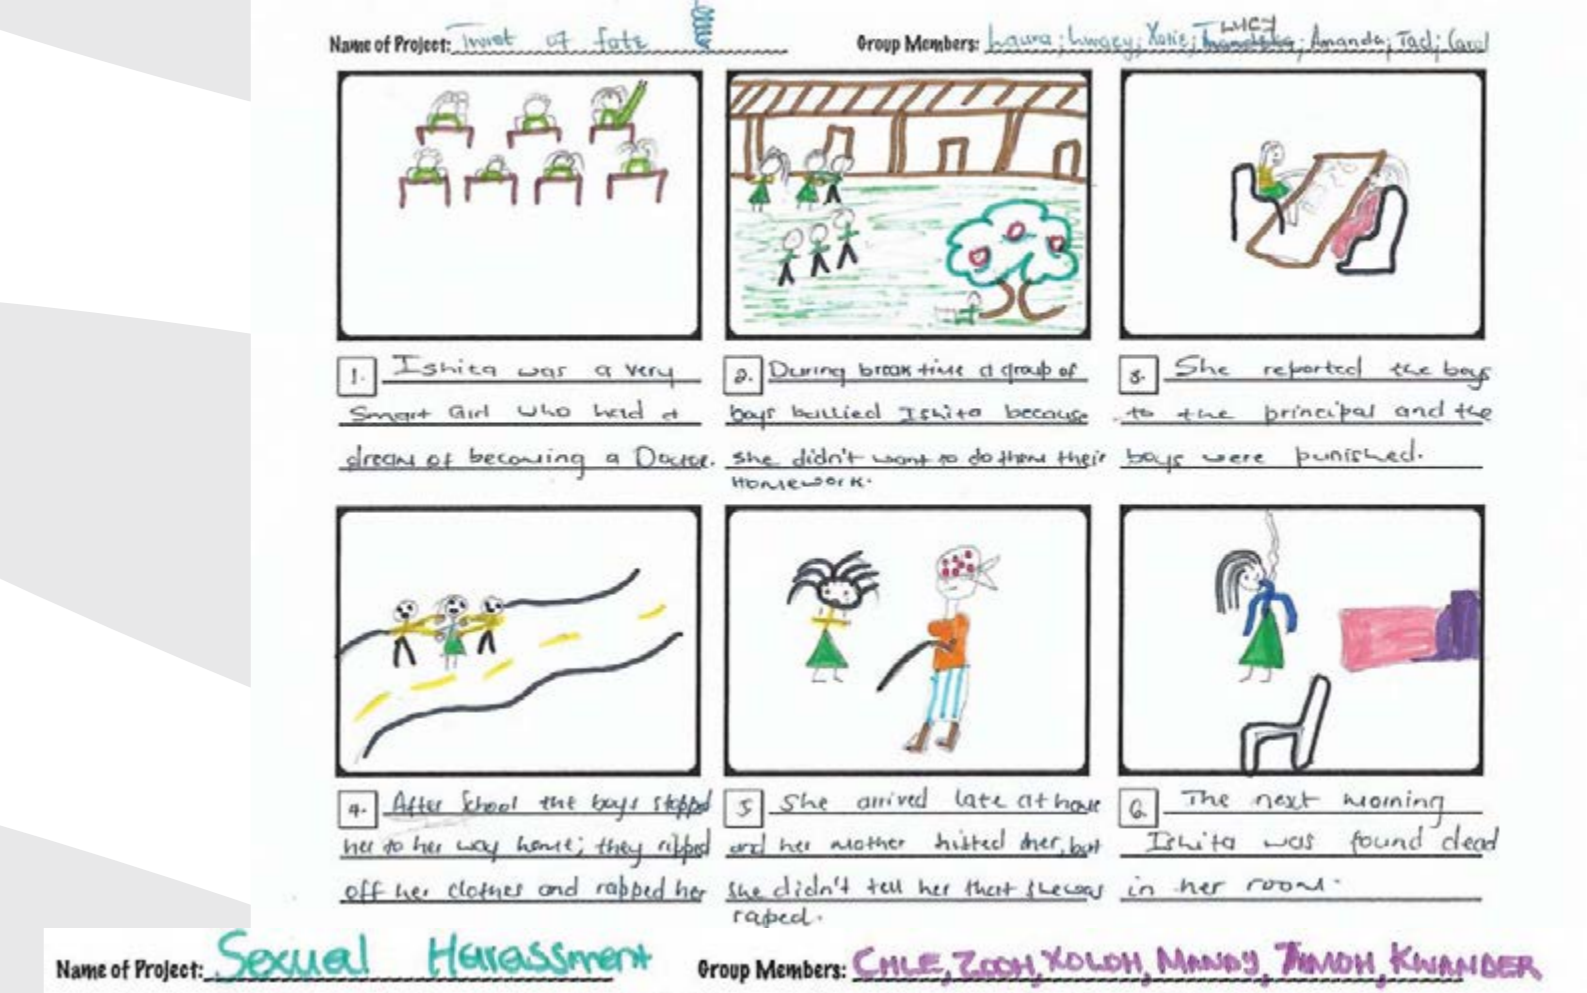 Name of Project: Twist of fate
Group Members: Laura; Lwazy; Xolie; Lucy; Amanda; Tad; Carol
1. Ishita was a very
Smart Girl who held a
dream of becoming a Doctor.
2. During break time a group of
boys bullied Ishita because
she didn't want to do them their
Homework.
3. She reported the boys
to the principal and the
boys were punished.
4. After School the boys stopped
her to her way home; they ripped
off her clothes and rapped her
5 She arrived late at home
and her mother hitted her, but
she didn't tell her that she was
raped.
6. The next morning
Ishita was found dead
in her room.
Name of Project: Sexual Harassment
Group Members: CHLE, ZODH, XOLOH, MANDY, KWANDER